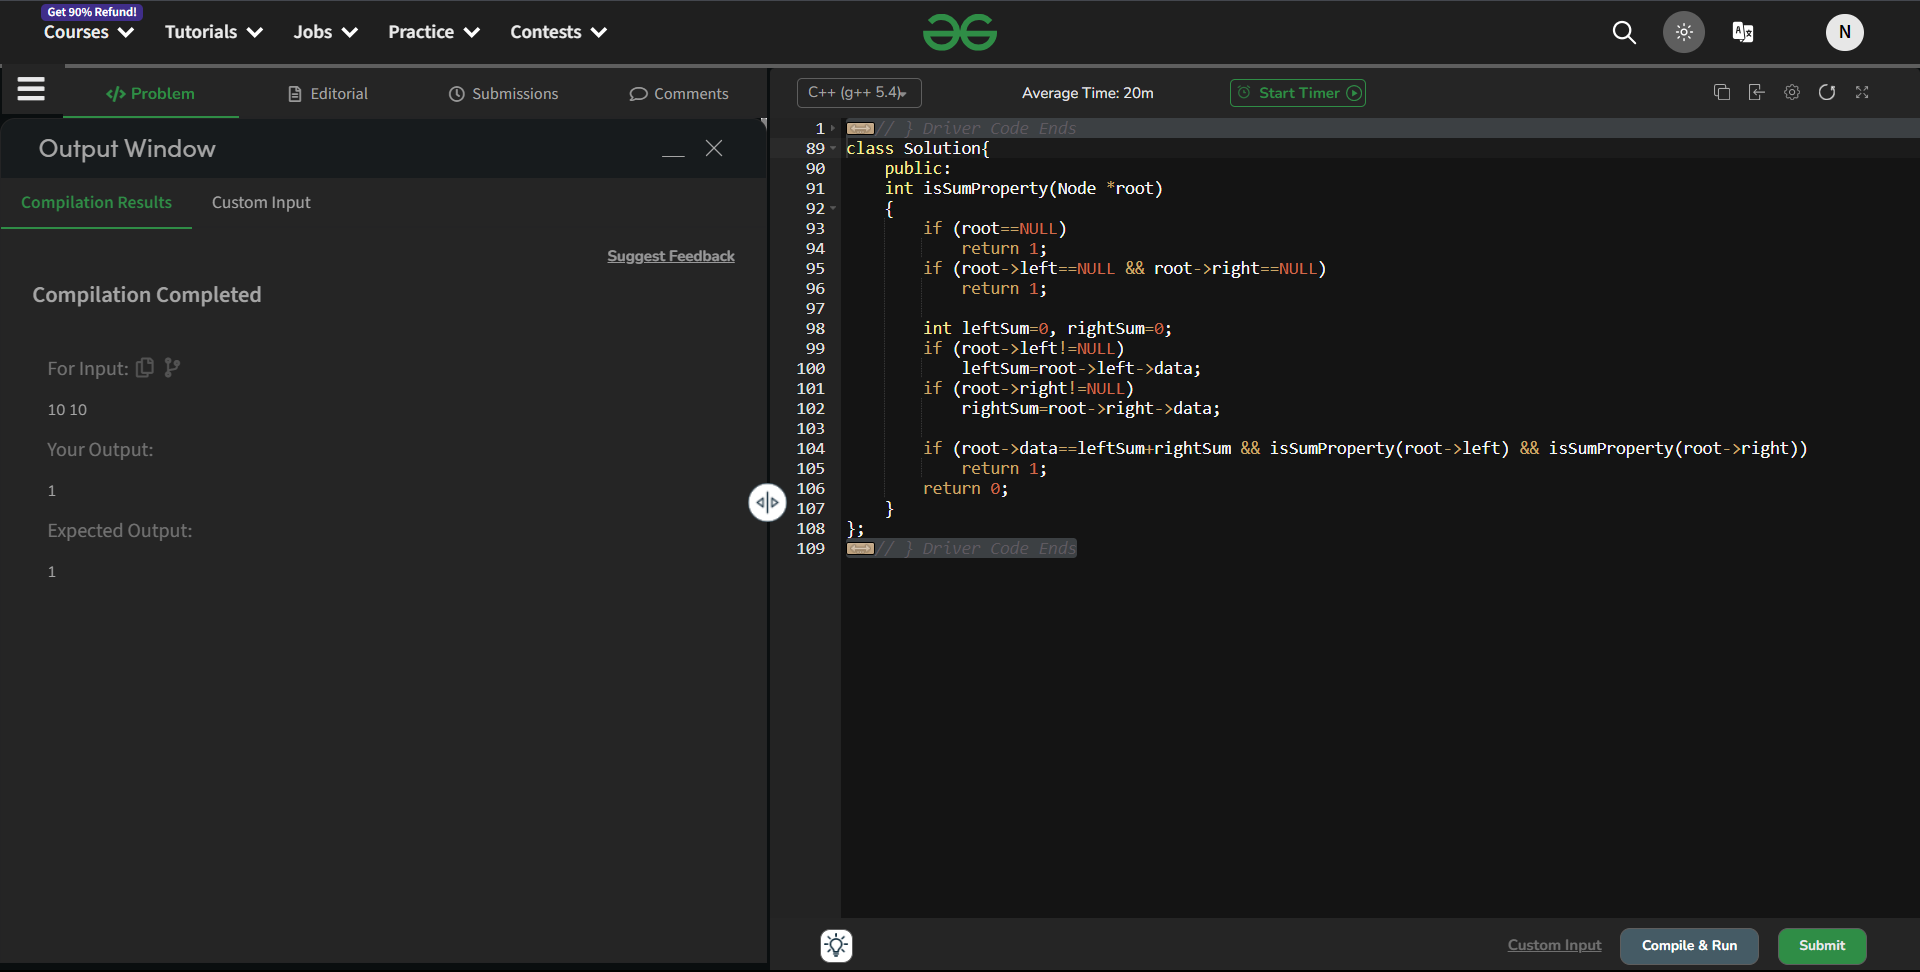 Get 90% Refund!
Courses Tutorials Jobs Practice Contests
N
Problem Editorial Submissions Comments
C++ (g++ 5.4) Average Time: 20m Start Timer
Output Window
Compilation Results Custom Input
Suggest Feedback
Compilation Completed
For Input:
10 10
Your Output:
1
Expected Output:
1
1 // } Driver Code Ends
89 class Solution{
90     public:
91     int isSumProperty(Node *root)
92     {
93         if (root==NULL)
94             return 1;
95         if (root->left==NULL && root->right==NULL)
96             return 1;
97
98         int leftSum=0, rightSum=0;
99         if (root->left!=NULL)
100             leftSum=root->left->data;
101         if (root->right!=NULL)
102             rightSum=root->right->data;
103
104         if (root->data==leftSum+rightSum && isSumProperty(root->left) && isSumProperty(root->right))
105             return 1;
106         return 0;
107     }
108 };
109 // } Driver Code Ends
Custom Input Compile & Run Submit